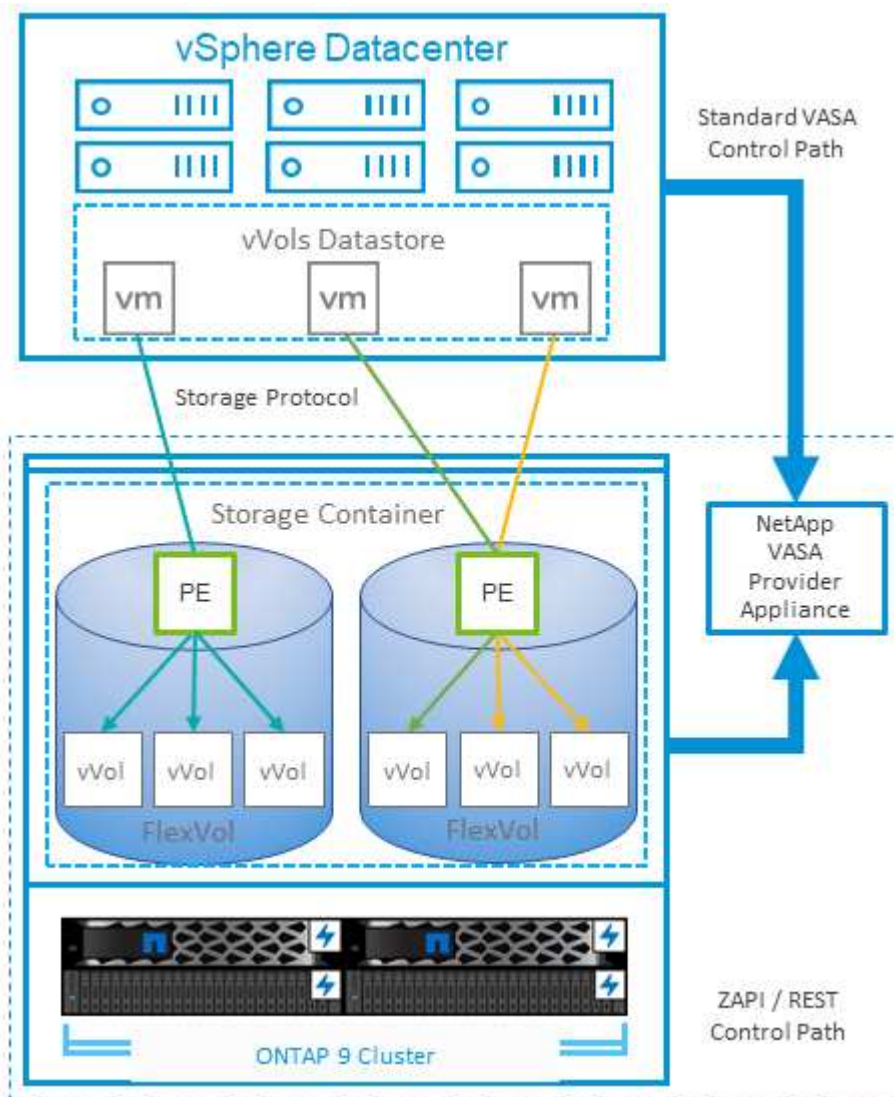 vSphere Datacenter
Standard VASA
Control Path
vVols Datastore
vm
vm
vm
Storage Protocol
Storage Container
NetApp
VASA
Provider
Appliance
PE
PE
vVol
vVol
vVol
vVol
vVol
vVol
FlexVol
FlexVol
ZAPI / REST
Control Path
ONTAP 9 Cluster